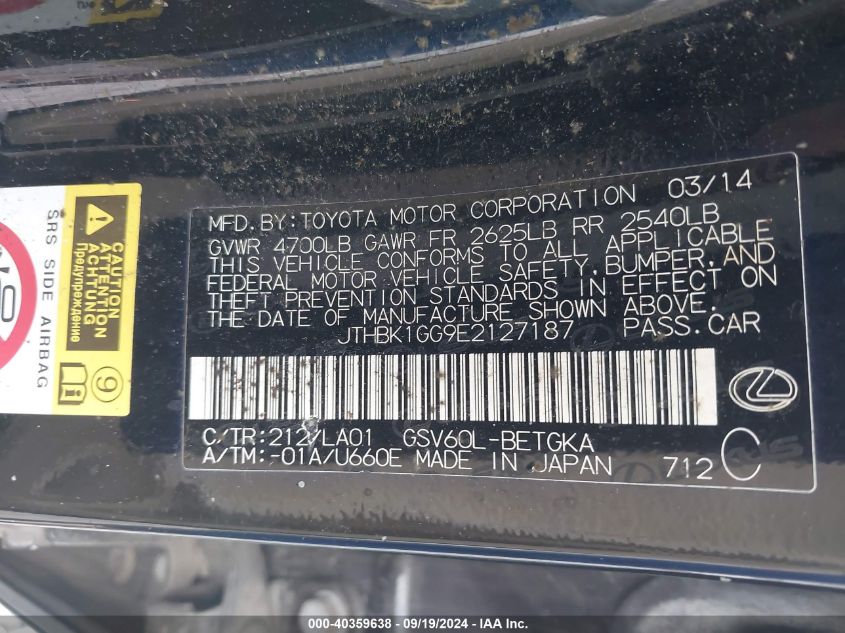 MFD. BY: TOYOTA MOTOR CORPORATION 03/14
GVWR 4700LB GAWR FR 2625LB RR 2540LB
THIS VEHICLE CONFORMS TO ALL APPLICABLE
FEDERAL MOTOR VEHICLE SAFETY, BUMPER, AND
THEFT PREVENTION STANDARDS IN EFFECT ON
THE DATE OF MANUFACTURE SHOWN ABOVE.
JTHBK1GG9E2127187 PASS. CAR
C/TR: 212/LA01 GSV60L-BETGKA
A/TM: -01A/U660E MADE IN JAPAN 712 C
SRS SIDE AIRBAG
CAUTION
ATTENTION
ACHTUNG
Предупреждение
9
000-40359638 - 09/19/2024 - IAA Inc.